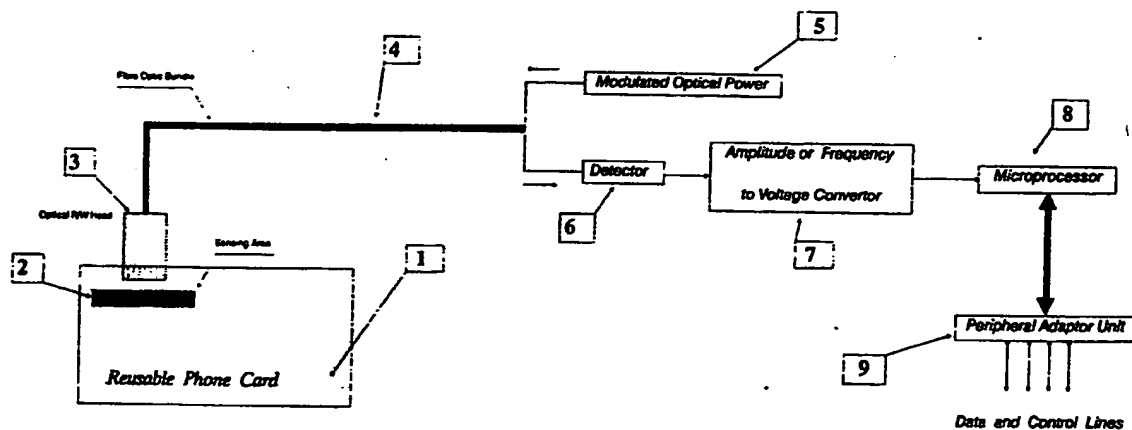 5
4
Fibre Optic Bundle
Modulated Optical Power
8
3
Detector
Amplitude or Frequency
to Voltage Convertor
Microprocessor
6
Optical R/W Head
Sensing Area
2
1
7
Peripheral Adaptor Unit
9
Reusable Phone Card
Data and Control Lines